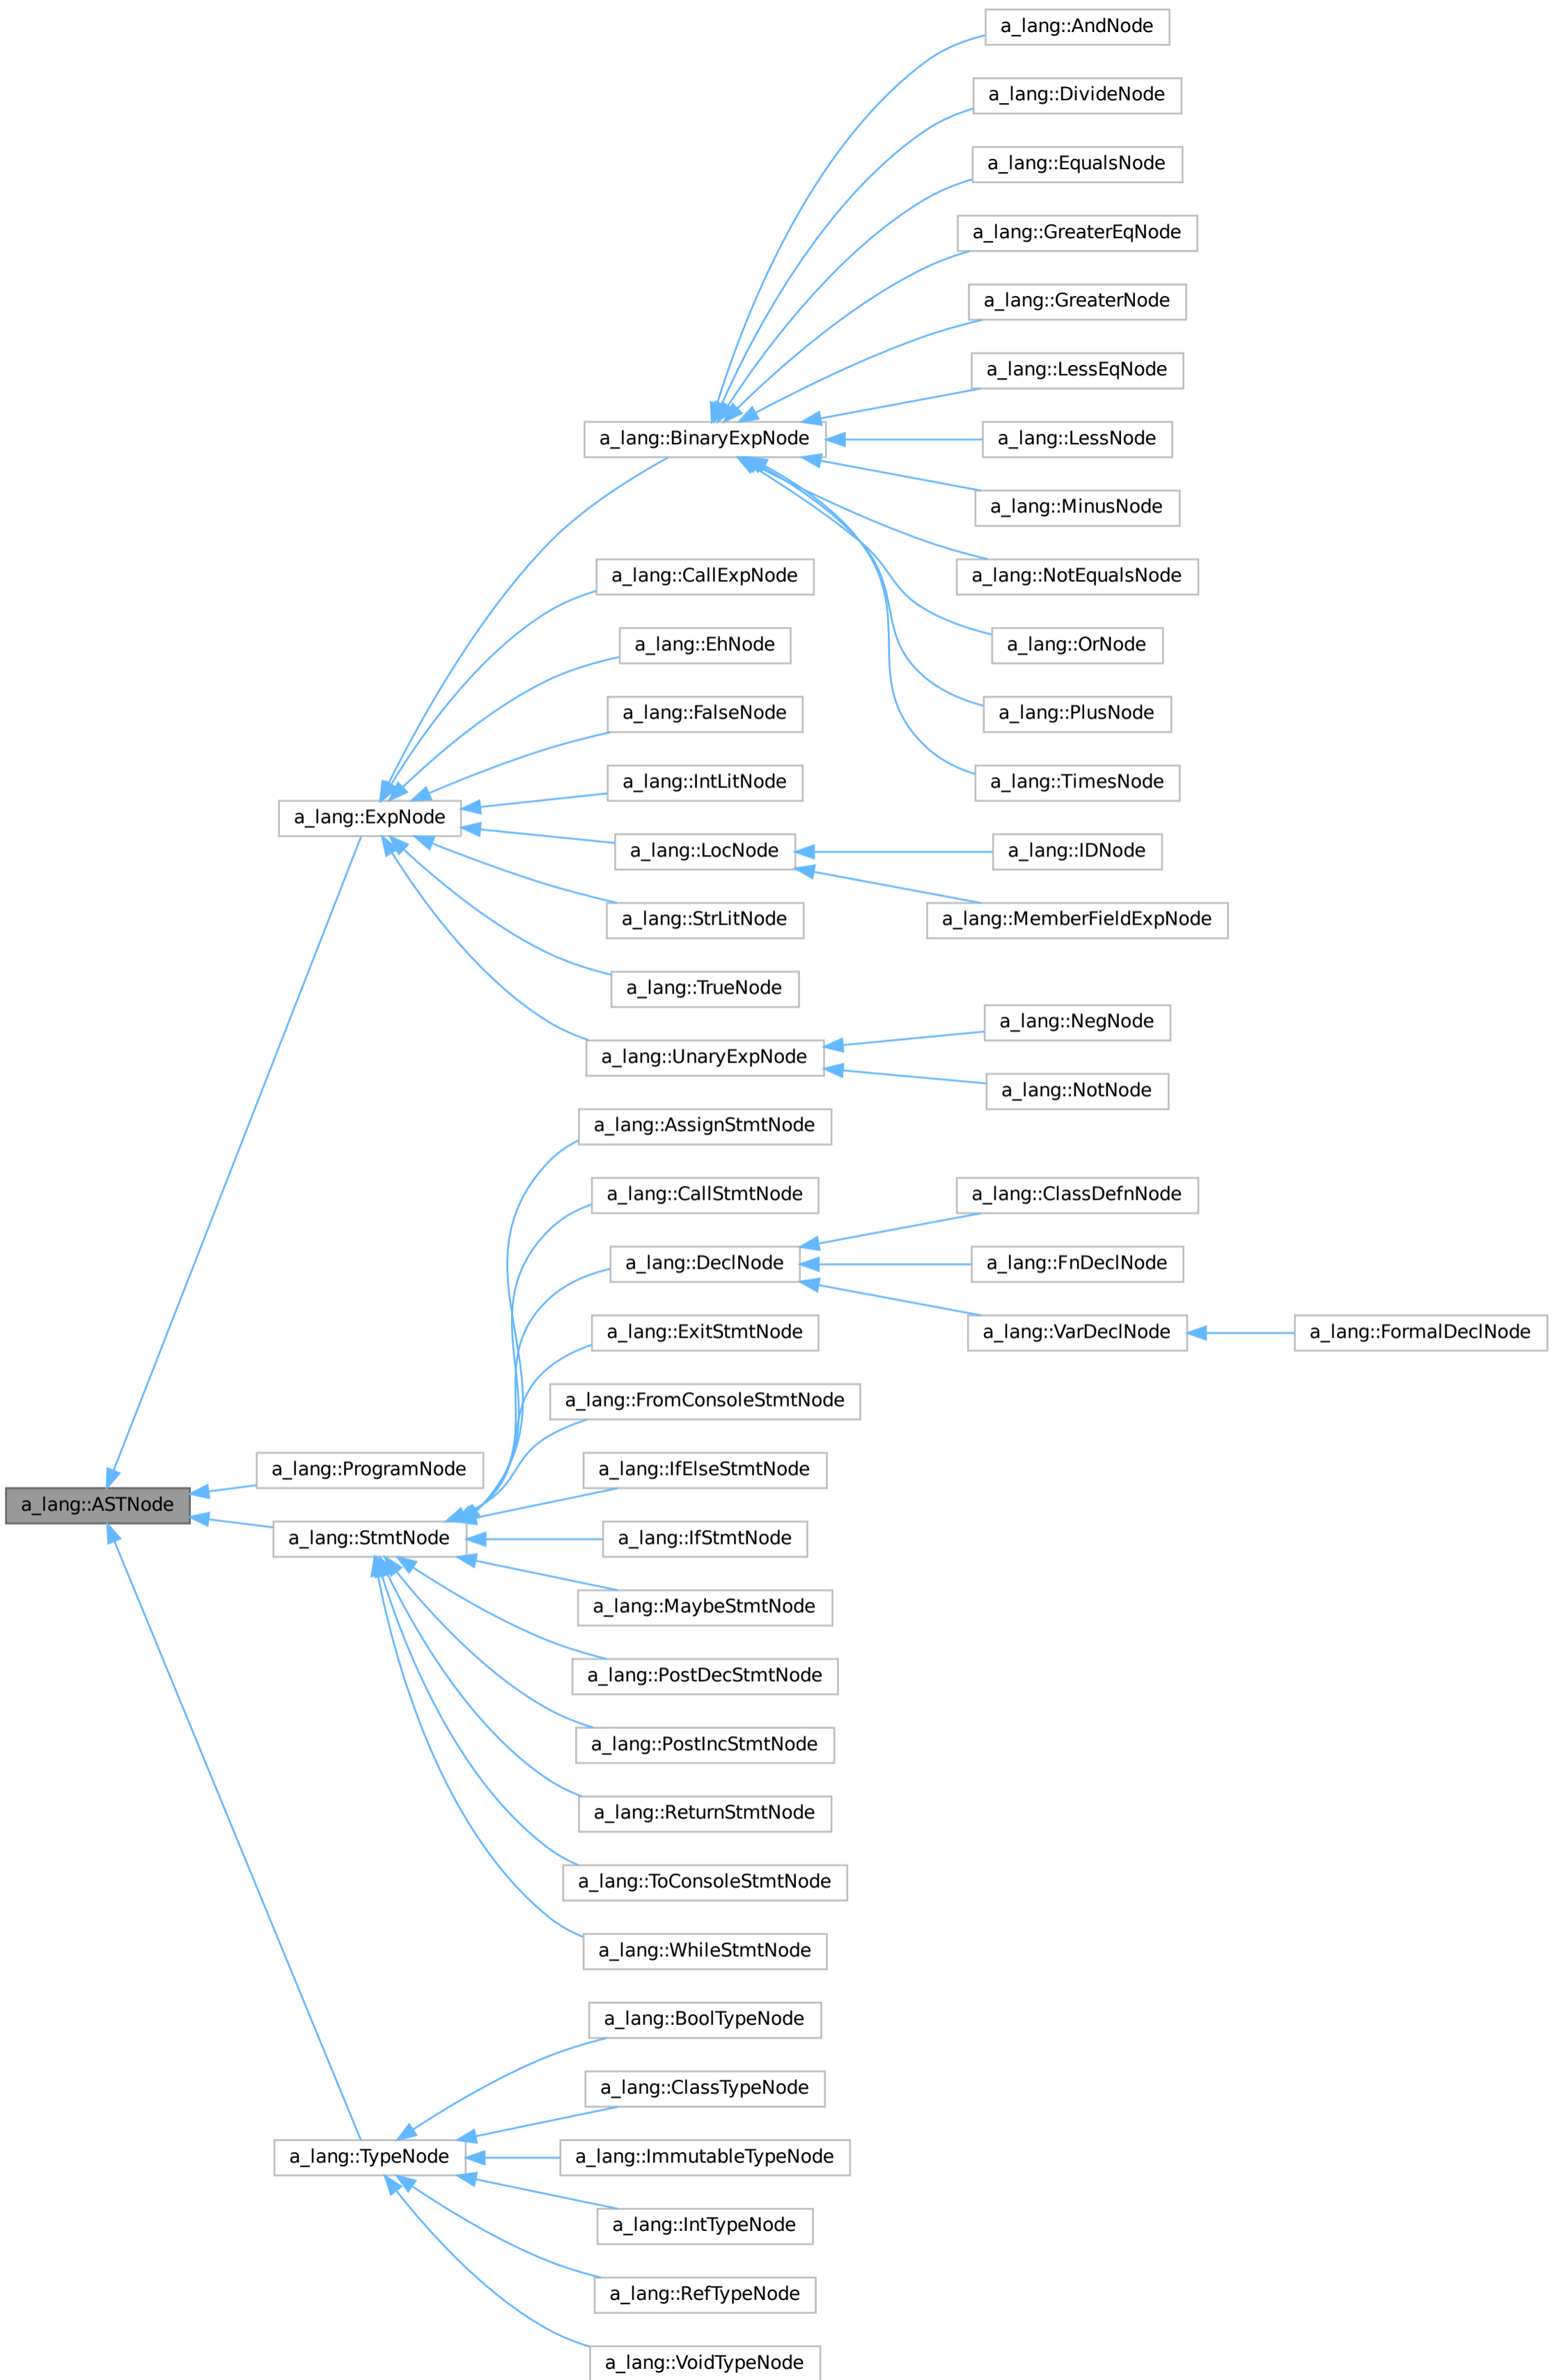 a_lang::AndNode
a_lang::DivideNode
a_lang::EqualsNode
a_lang::GreaterEqNode
a_lang::GreaterNode
a_lang::LessEqNode
a_lang::BinaryExpNode
a_lang::LessNode
a_lang::MinusNode
a_lang::CallExpNode
a_lang::NotEqualsNode
a_lang::EhNode
a_lang::OrNode
a_lang::FalseNode
a_lang::PlusNode
a_lang::IntLitNode
a_lang::TimesNode
a_lang::ExpNode
a_lang::LocNode
a_lang::IDNode
a_lang::StrLitNode
a_lang::MemberFieldExpNode
a_lang::TrueNode
a_lang::NegNode
a_lang::UnaryExpNode
a_lang::NotNode
a_lang::AssignStmtNode
a_lang::CallStmtNode
a_lang::ClassDefnNode
a_lang::DeclNode
a_lang::FnDeclNode
a_lang::ExitStmtNode
a_lang::VarDeclNode
a_lang::FormalDeclNode
a_lang::FromConsoleStmtNode
a_lang::ProgramNode
a_lang::IfElseStmtNode
a_lang::ASTNode
a_lang::StmtNode
a_lang::IfStmtNode
a_lang::MaybeStmtNode
a_lang::PostDecStmtNode
a_lang::PostIncStmtNode
a_lang::ReturnStmtNode
a_lang::ToConsoleStmtNode
a_lang::WhileStmtNode
a_lang::BoolTypeNode
a_lang::ClassTypeNode
a_lang::TypeNode
a_lang::ImmutableTypeNode
a_lang::IntTypeNode
a_lang::RefTypeNode
a_lang::VoidTypeNode